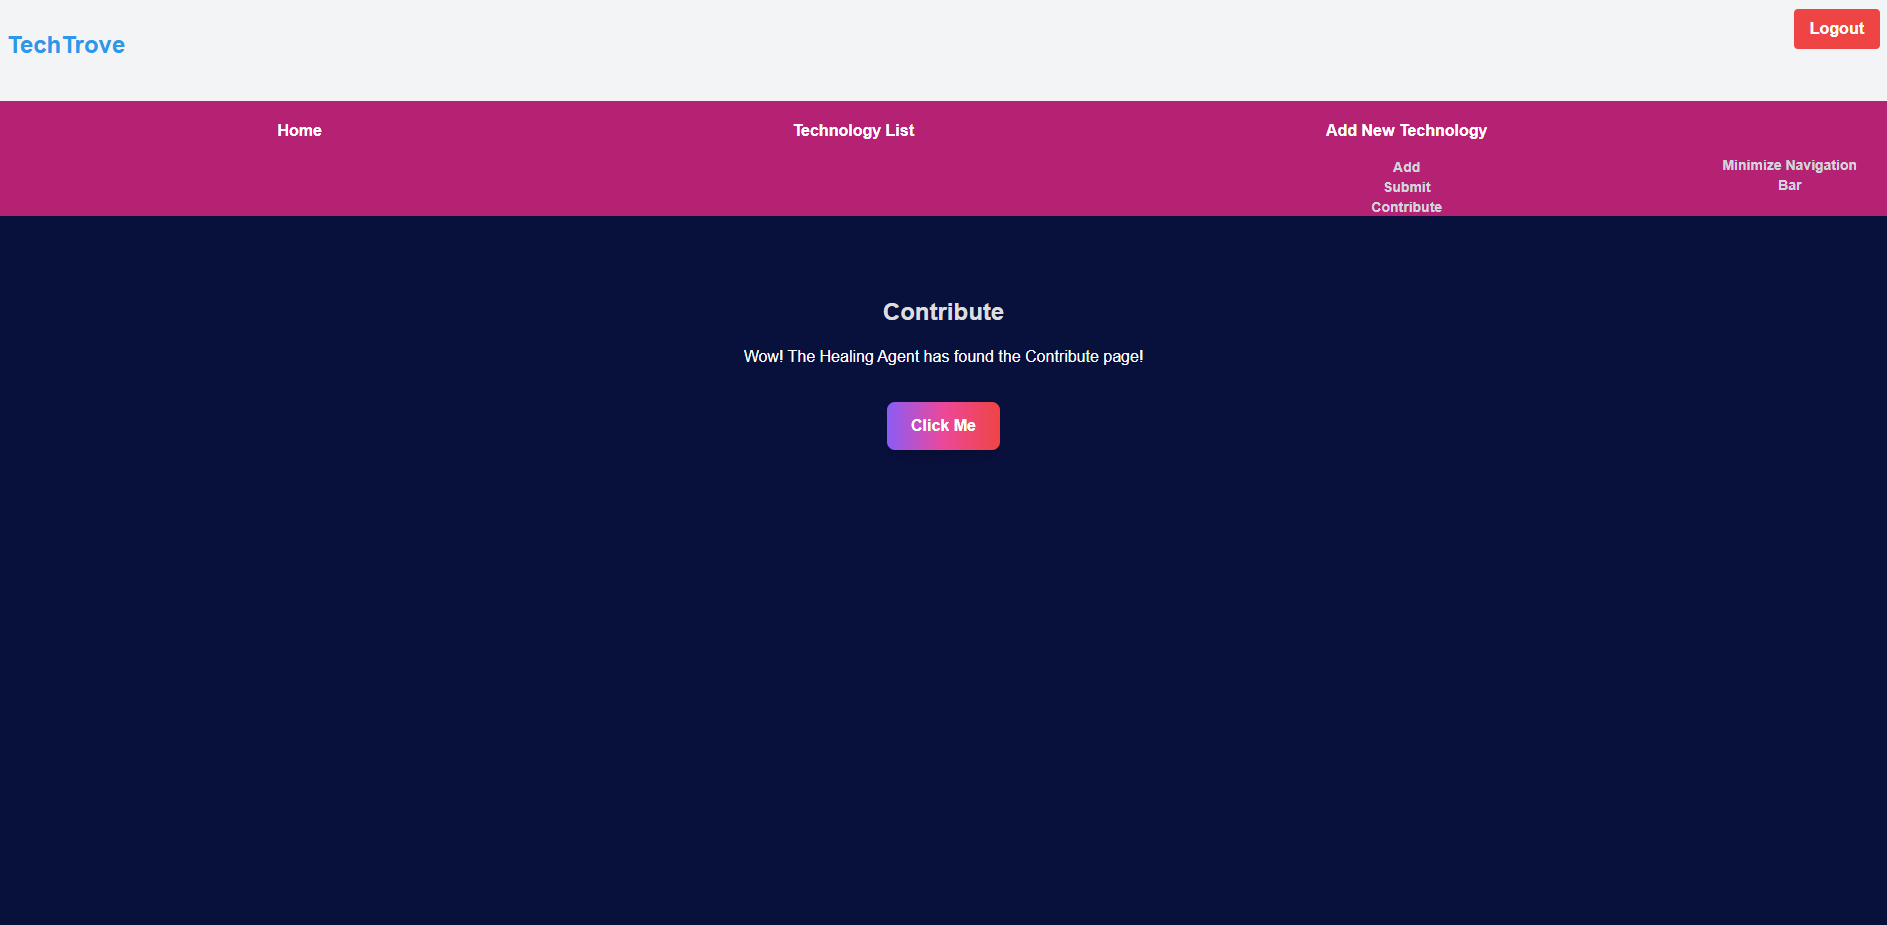 TechTrove
Logout
Home
Technology List
Add New Technology
Add
Submit
Contribute
Minimize Navigation
Bar
Contribute
Wow! The Healing Agent has found the Contribute page!
Click Me